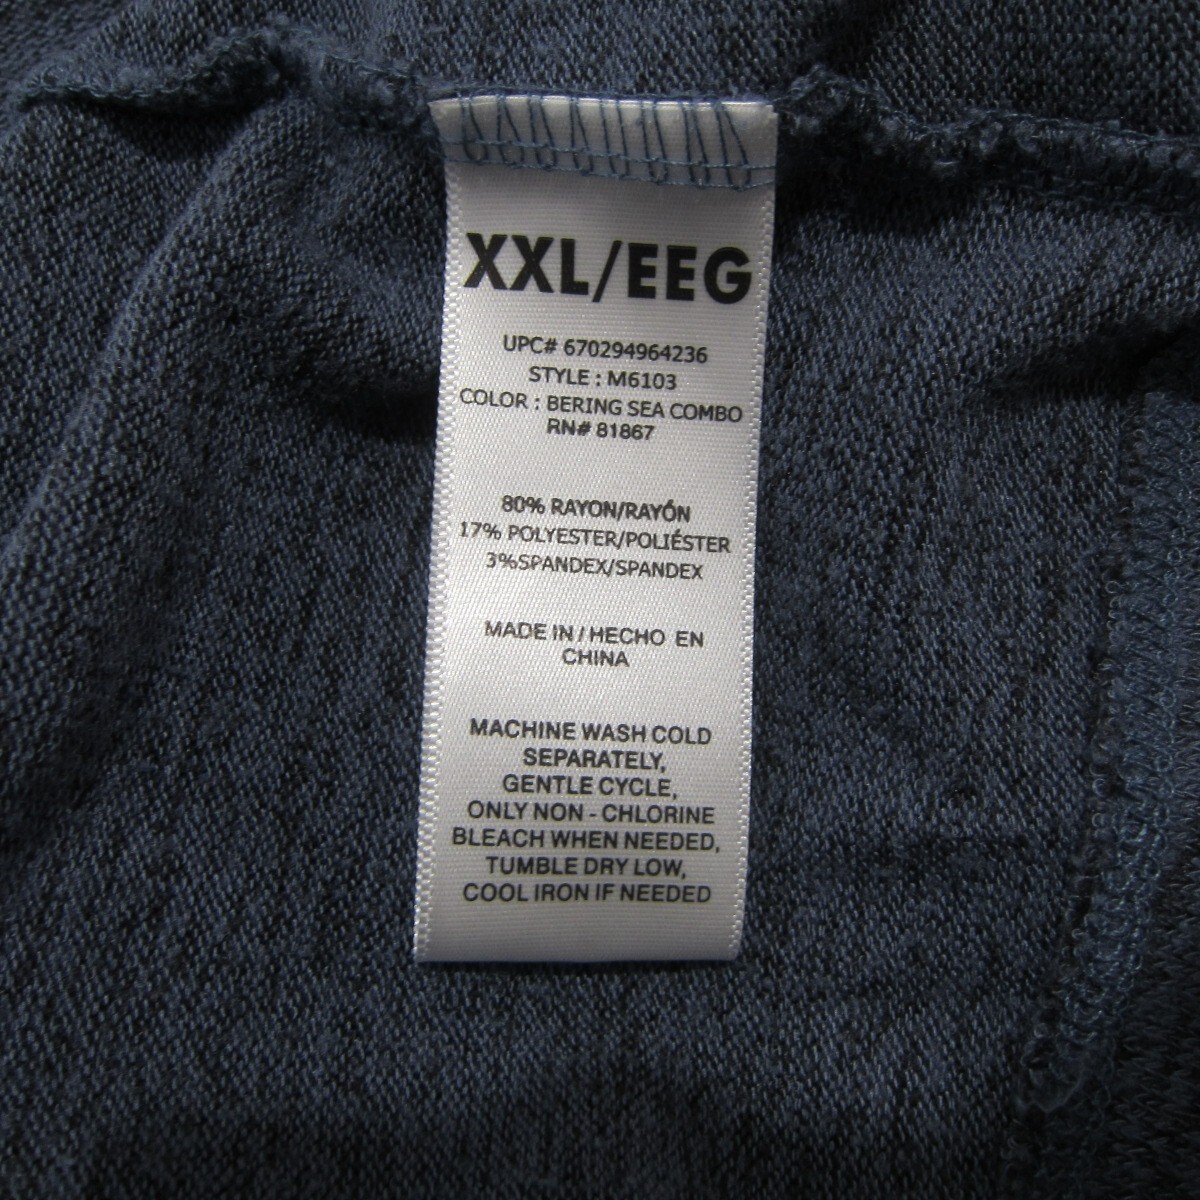 XXL/EEG
UPC# 670294964236
STYLE : M6103
COLOR : BERING SEA COMBO
RN# 81867
80% RAYON/RAYÓN
17% POLYESTER/POLIÉSTER
3%SPANDEX/SPANDEX
MADE IN / HECHO EN
CHINA
MACHINE WASH COLD
SEPARATELY,
GENTLE CYCLE,
ONLY NON - CHLORINE
BLEACH WHEN NEEDED,
TUMBLE DRY LOW,
COOL IRON IF NEEDED